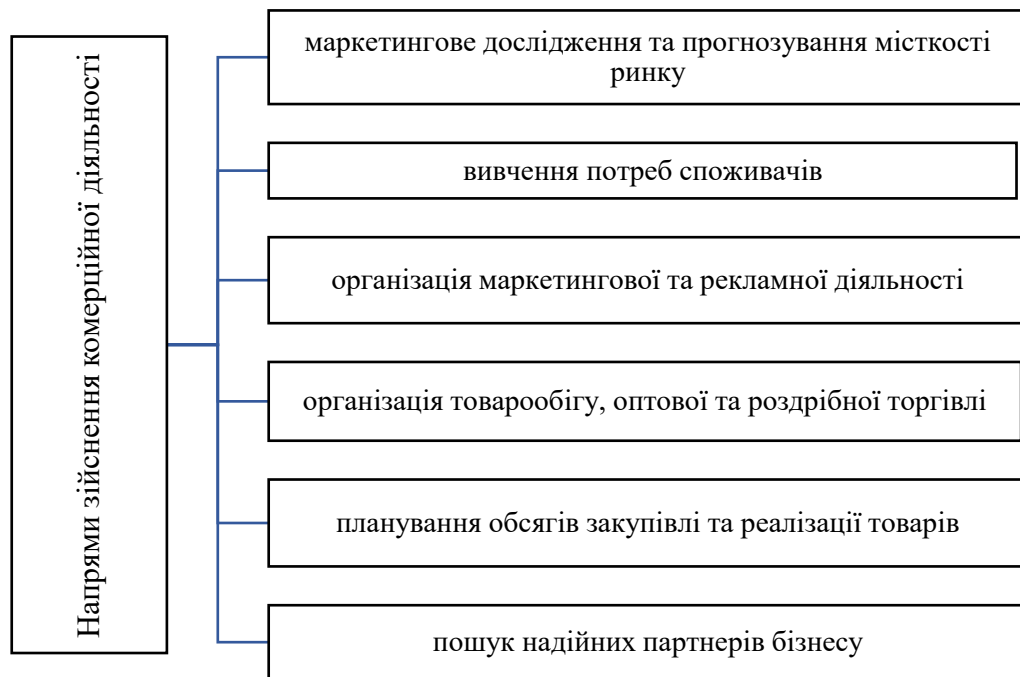 Напрями зійснення комерційної діяльності
маркетингове дослідження та прогнозування місткості
ринку
вивчення потреб споживачів
організація маркетингової та рекламної діяльності
організація товарообігу, оптової та роздрібної торгівлі
планування обсягів закупівлі та реалізації товарів
пошук надійних партнерів бізнесу